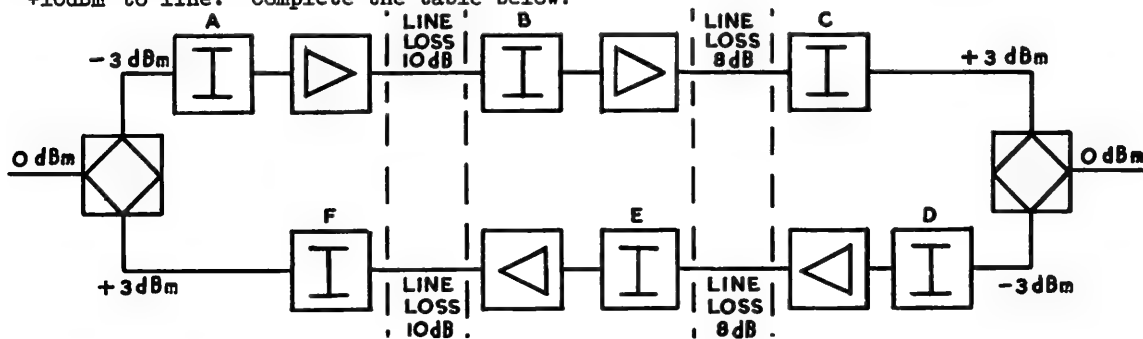 +10dBm to line. Complete the table below.
A
LINE LOSS 10dB
B
LINE LOSS 8dB
C
-3 dBm
+3 dBm
0 dBm
0 dBm
F
E
D
+3 dBm
LINE LOSS 10dB
LINE LOSS 8dB
-3dBm